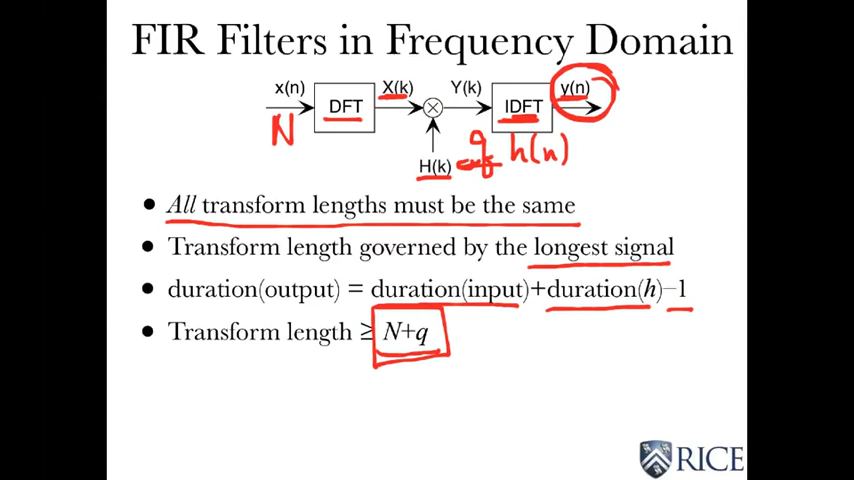 FIR Filters in Frequency Domain
x(n) X(k) Y(k) y(n)
DFT IDFT
N q h(n)
H(k)
• All transform lengths must be the same
• Transform length governed by the longest signal
• duration(output) = duration(input)+duration(h)–1
• Transform length ≥ N+q
RICE